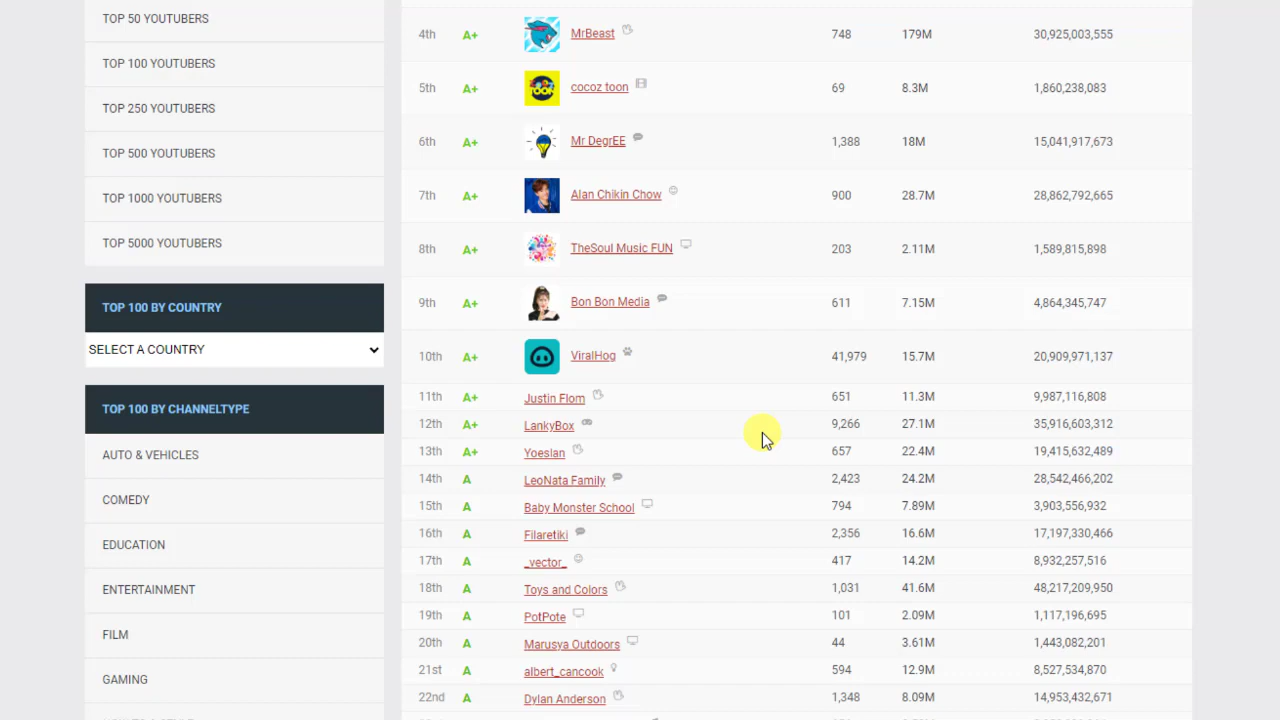 TOP 50 YOUTUBERS
TOP 100 YOUTUBERS
TOP 250 YOUTUBERS
TOP 500 YOUTUBERS
TOP 1000 YOUTUBERS
TOP 5000 YOUTUBERS
TOP 100 BY COUNTRY
SELECT A COUNTRY
TOP 100 BY CHANNELTYPE
AUTO & VEHICLES
COMEDY
EDUCATION
ENTERTAINMENT
FILM
GAMING
4th A+ MrBeast 748 179M 30,925,003,555
5th A+ cocoz toon 69 8.3M 1,860,238,083
6th A+ Mr DegrEE 1,388 18M 15,041,917,673
7th A+ Alan Chikin Chow 900 28.7M 28,862,792,665
8th A+ TheSoul Music FUN 203 2.11M 1,589,815,898
9th A+ Bon Bon Media 611 7.15M 4,864,345,747
10th A+ ViralHog 41,979 15.7M 20,909,971,137
11th A+ Justin Flom 651 11.3M 9,987,116,808
12th A+ LankyBox 9,266 27.1M 35,916,603,312
13th A+ Yoeslan 657 22.4M 19,415,632,489
14th A LeoNata Family 2,423 24.2M 28,542,466,202
15th A Baby Monster School 794 7.89M 3,903,556,932
16th A Filaretiki 2,356 16.6M 17,197,330,466
17th A _vector_ 417 14.2M 8,932,257,516
18th A Toys and Colors 1,031 41.6M 48,217,209,950
19th A PotPote 101 2.09M 1,117,196,695
20th A Marusya Outdoors 44 3.61M 1,443,082,201
21st A albert_cancook 594 12.9M 8,527,534,870
22nd A Dylan Anderson 1,348 8.09M 14,953,432,671